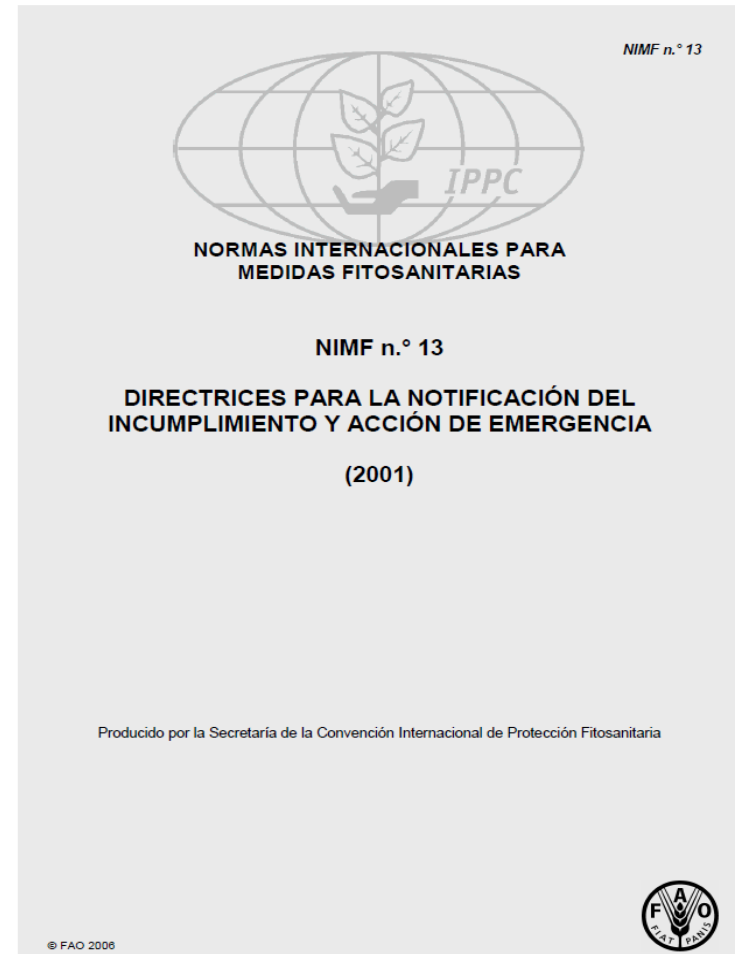 NIMF n.° 13
IPPC
NORMAS INTERNACIONALES PARA
MEDIDAS FITOSANITARIAS
NIMF n.° 13
DIRECTRICES PARA LA NOTIFICACIÓN DEL
INCUMPLIMIENTO Y ACCIÓN DE EMERGENCIA
(2001)
Producido por la Secretaría de la Convención Internacional de Protección Fitosanitaria
FAO
FIAT PANIS
© FAO 2006